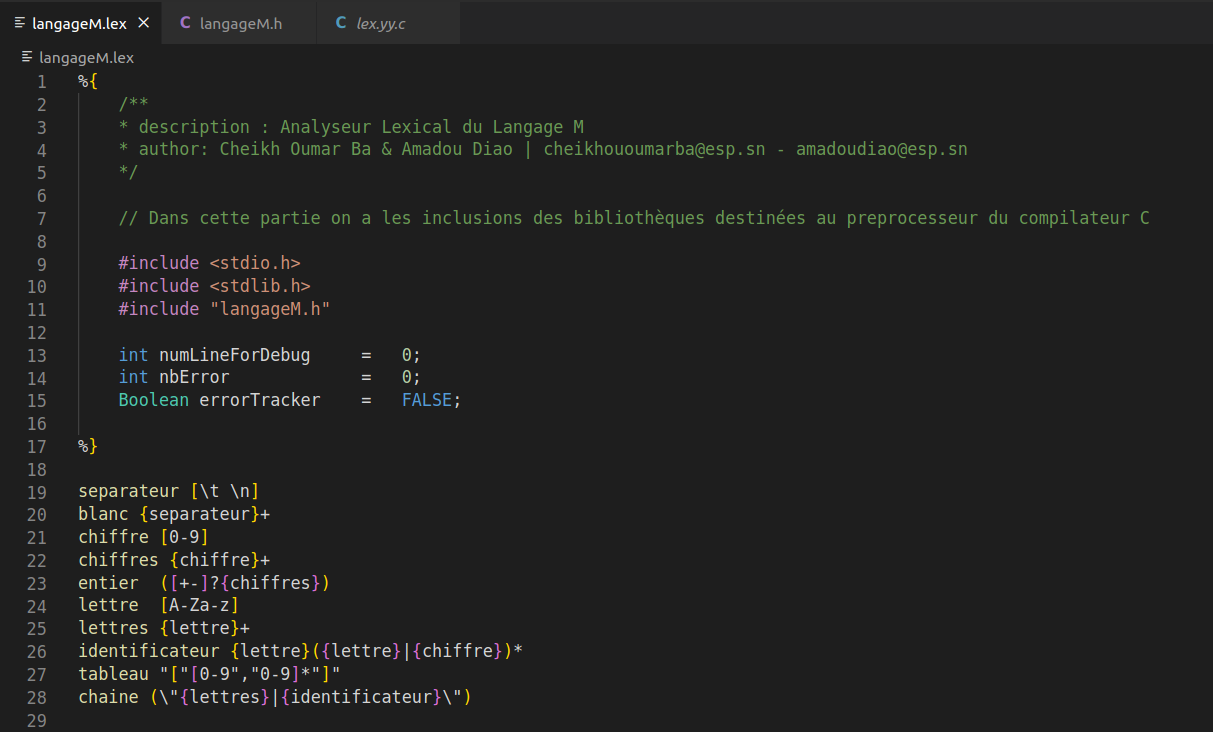 langageM.lex × C langageM.h C lex.yy.c
langageM.lex
1 %{
2 /**
3 * description : Analyseur Lexical du Langage M
4 * author: Cheikh Oumar Ba & Amadou Diao | cheikhououmarba@esp.sn - amadoudiao@esp.sn
5 */
6
7 // Dans cette partie on a les inclusions des bibliothèques destinées au preprocesseur du compilateur C
8
9 #include <stdio.h>
10 #include <stdlib.h>
11 #include "langageM.h"
12
13 int numLineForDebug = 0;
14 int nbError = 0;
15 Boolean errorTracker = FALSE;
16
17 %}
18
19 separateur [\t \n]
20 blanc {separateur}+
21 chiffre [0-9]
22 chiffres {chiffre}+
23 entier ([+-]?{chiffres})
24 lettre [A-Za-z]
25 lettres {lettre}+
26 identificateur {lettre}({lettre}|{chiffre})*
27 tableau "["[0-9","0-9]*"]"
28 chaine (\"{lettres}|{identificateur}\")
29